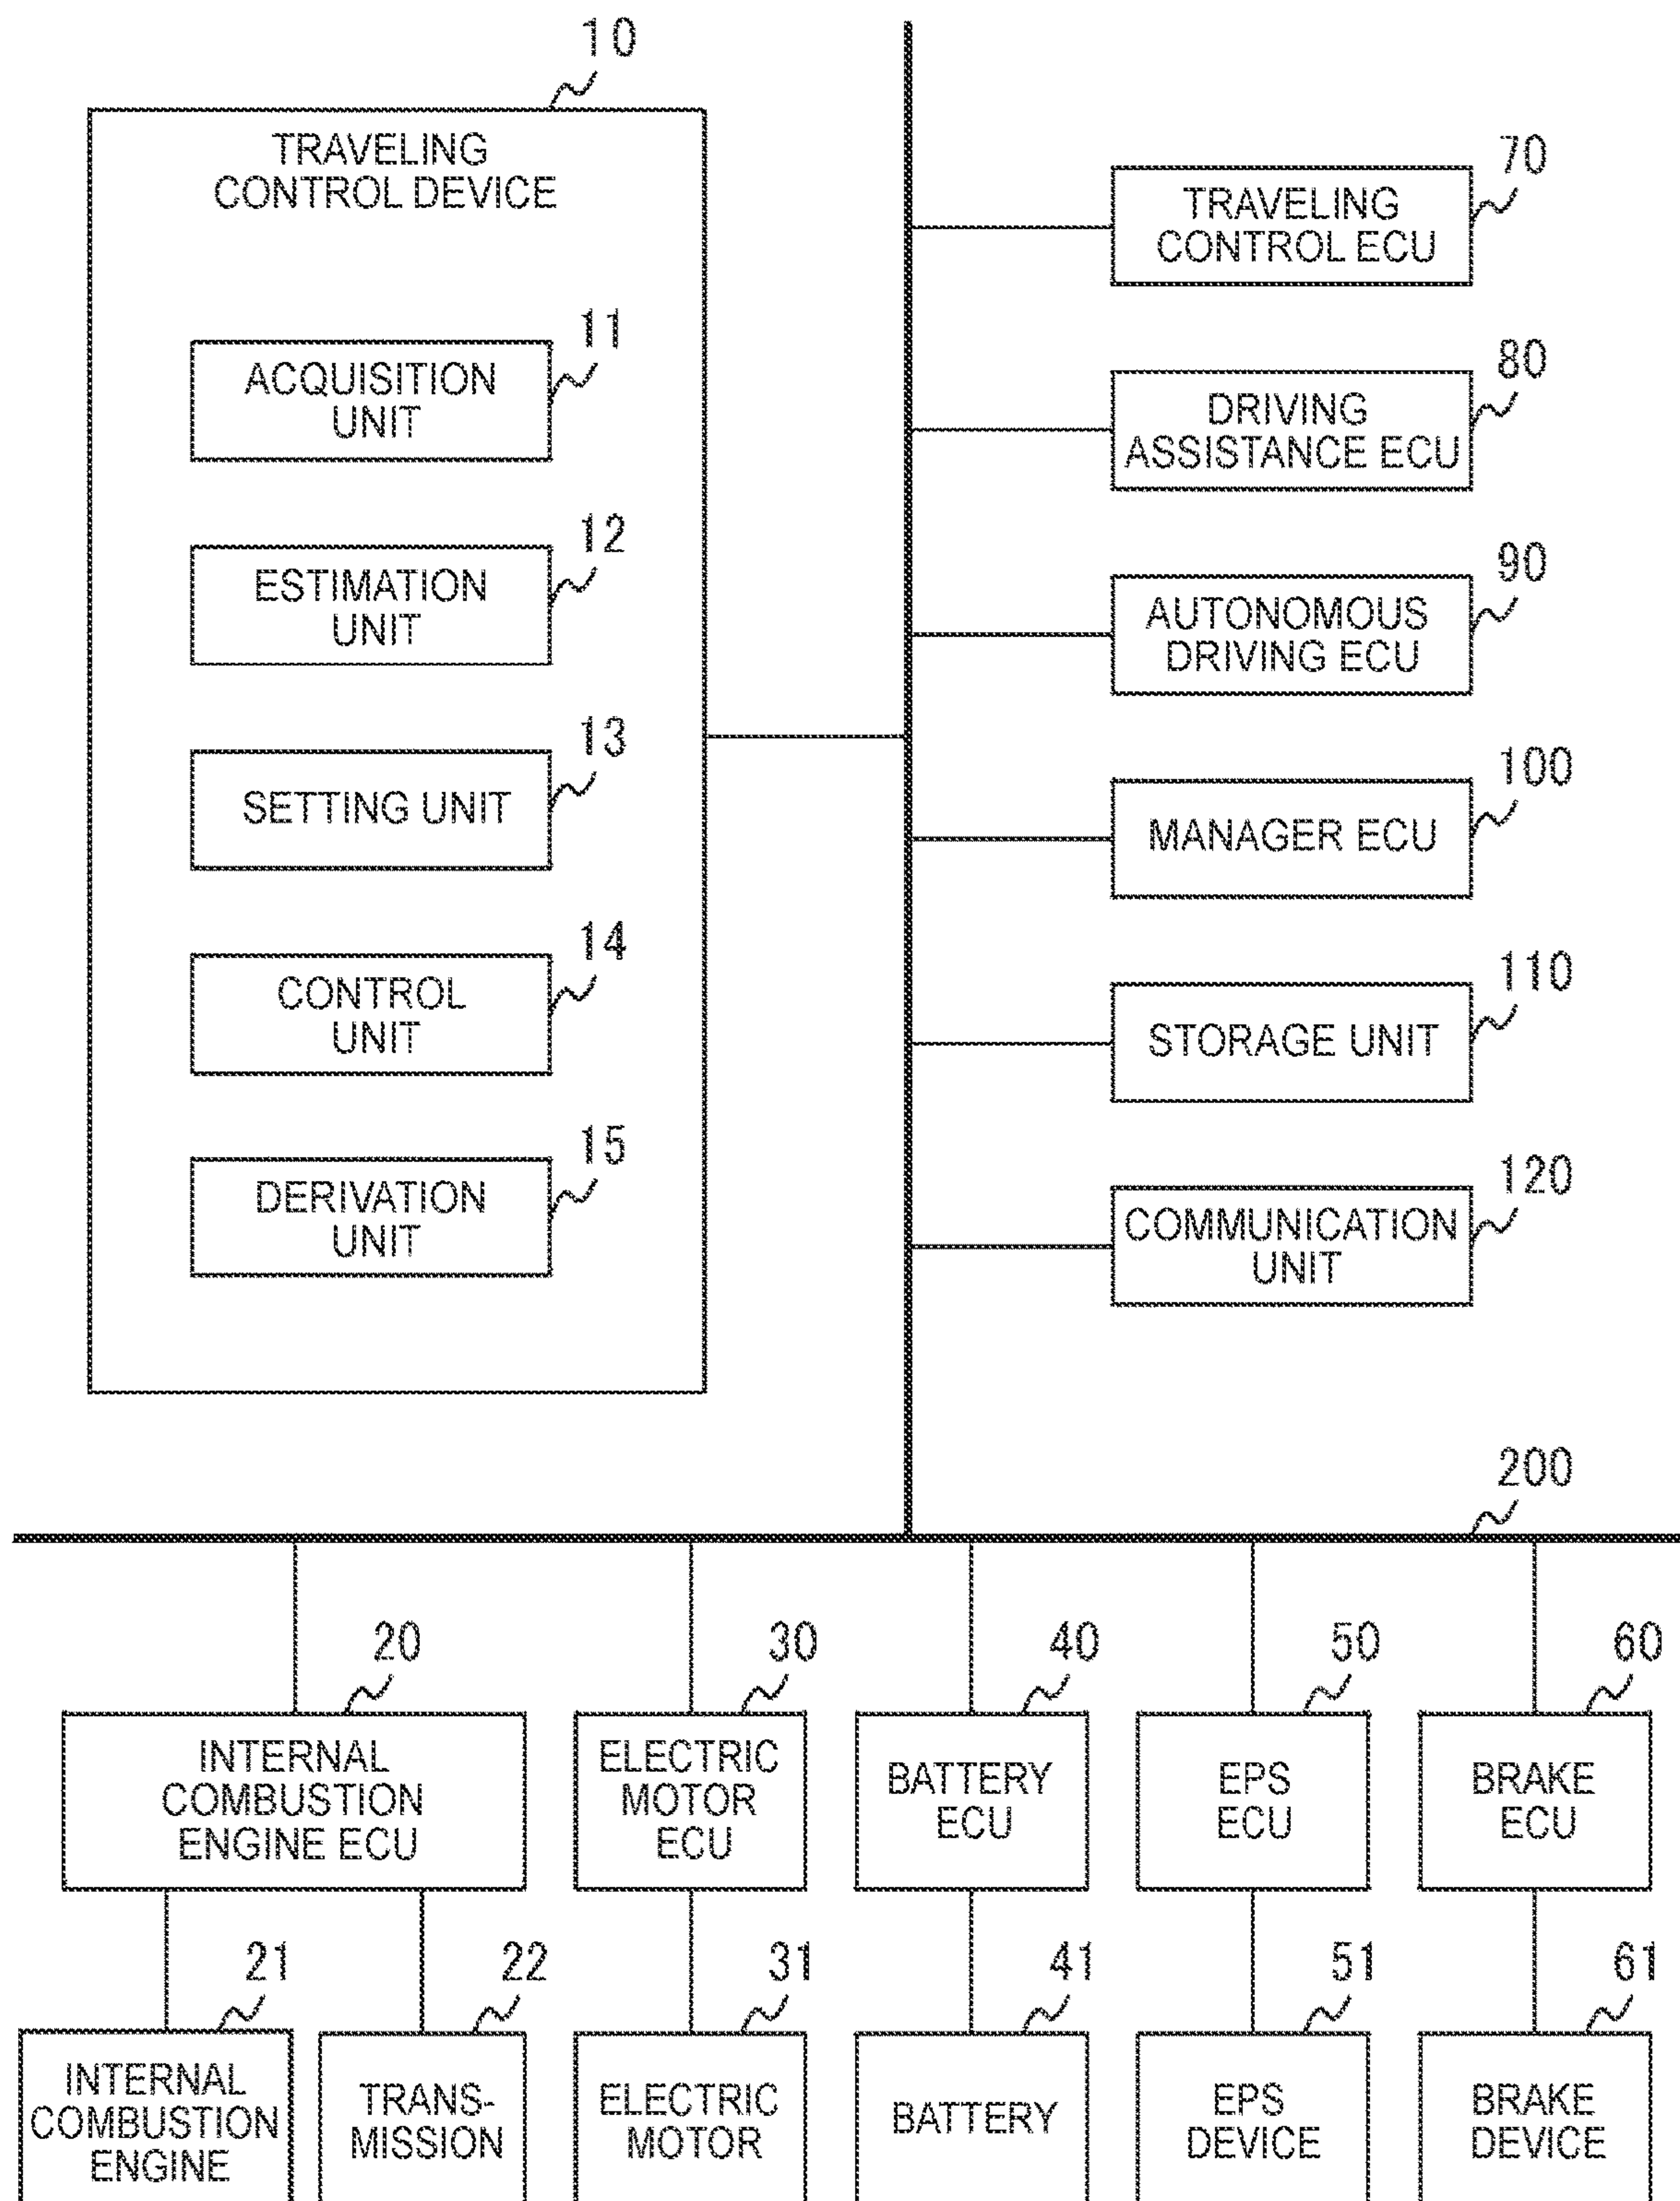 10
TRAVELING
CONTROL DEVICE
11
ACQUISITION
UNIT
12
ESTIMATION
UNIT
13
SETTING UNIT
14
CONTROL
UNIT
15
DERIVATION
UNIT
70
TRAVELING
CONTROL ECU
80
DRIVING
ASSISTANCE ECU
90
AUTONOMOUS
DRIVING ECU
100
MANAGER ECU
110
STORAGE UNIT
120
COMMUNICATION
UNIT
200
20
INTERNAL
COMBUSTION
ENGINE ECU
30
ELECTRIC
MOTOR
ECU
40
BATTERY
ECU
50
EPS
ECU
60
BRAKE
ECU
21
INTERNAL
COMBUSTION
ENGINE
22
TRANS-
MISSION
31
ELECTRIC
MOTOR
41
BATTERY
51
EPS
DEVICE
61
BRAKE
DEVICE